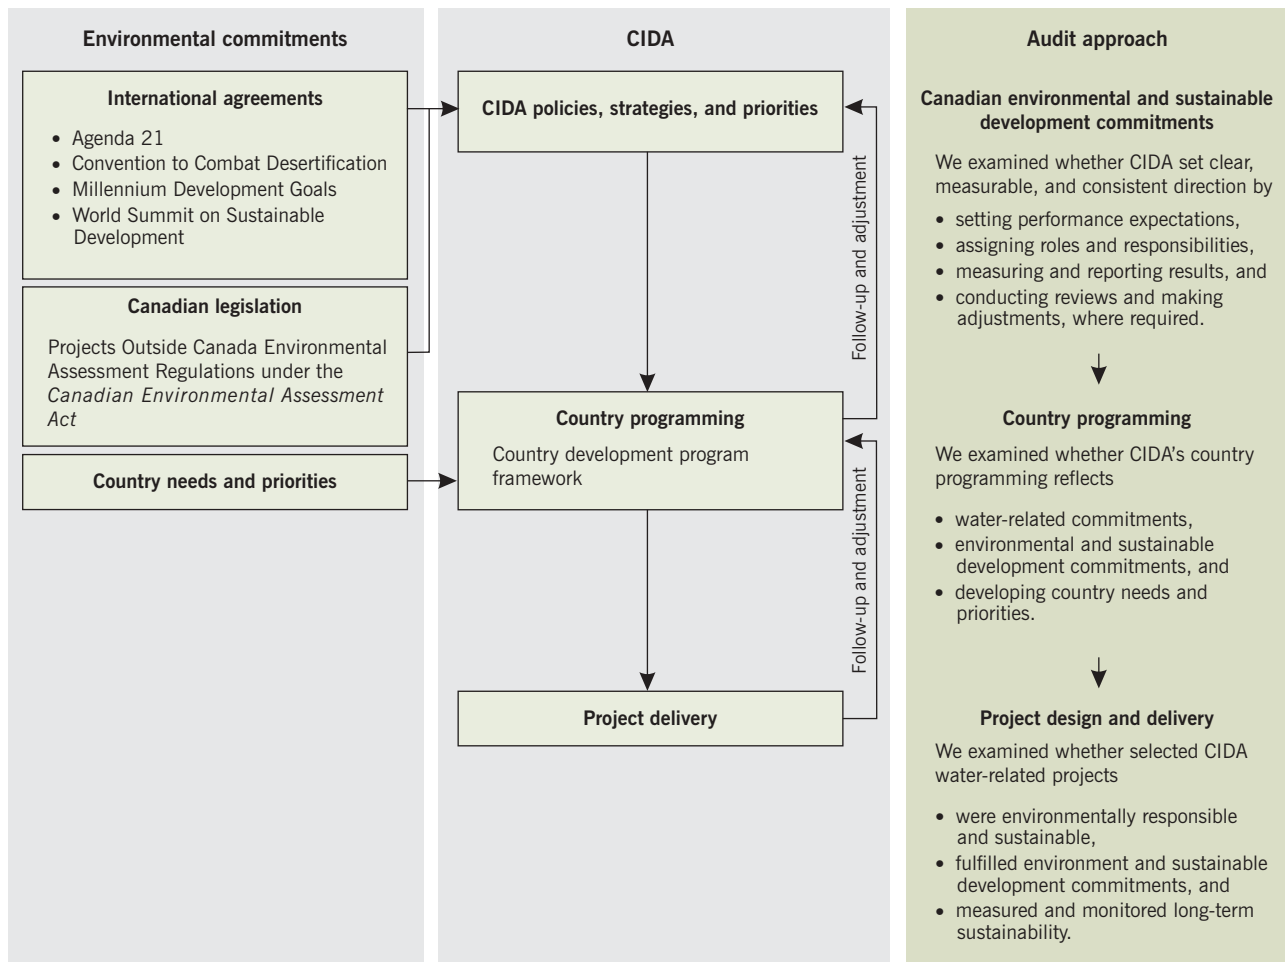 Environmental commitments
International agreements
• Agenda 21
• Convention to Combat Desertification
• Millennium Development Goals
• World Summit on Sustainable
Development
Canadian legislation
Projects Outside Canada Environmental
Assessment Regulations under the
Canadian Environmental Assessment
Act
Country needs and priorities
CIDA
CIDA policies, strategies, and priorities
Follow-up and adjustment
Country programming
Country development program
framework
Follow-up and adjustment
Project delivery
Audit approach
Canadian environmental and sustainable
development commitments
We examined whether CIDA set clear,
measurable, and consistent direction by
• setting performance expectations,
• assigning roles and responsibilities,
• measuring and reporting results, and
• conducting reviews and making
adjustments, where required.
Country programming
We examined whether CIDA’s country
programming reflects
• water-related commitments,
• environmental and sustainable
development commitments, and
• developing country needs and
priorities.
Project design and delivery
We examined whether selected CIDA
water-related projects
• were environmentally responsible
and sustainable,
• fulfilled environment and sustainable
development commitments, and
• measured and monitored long-term
sustainability.